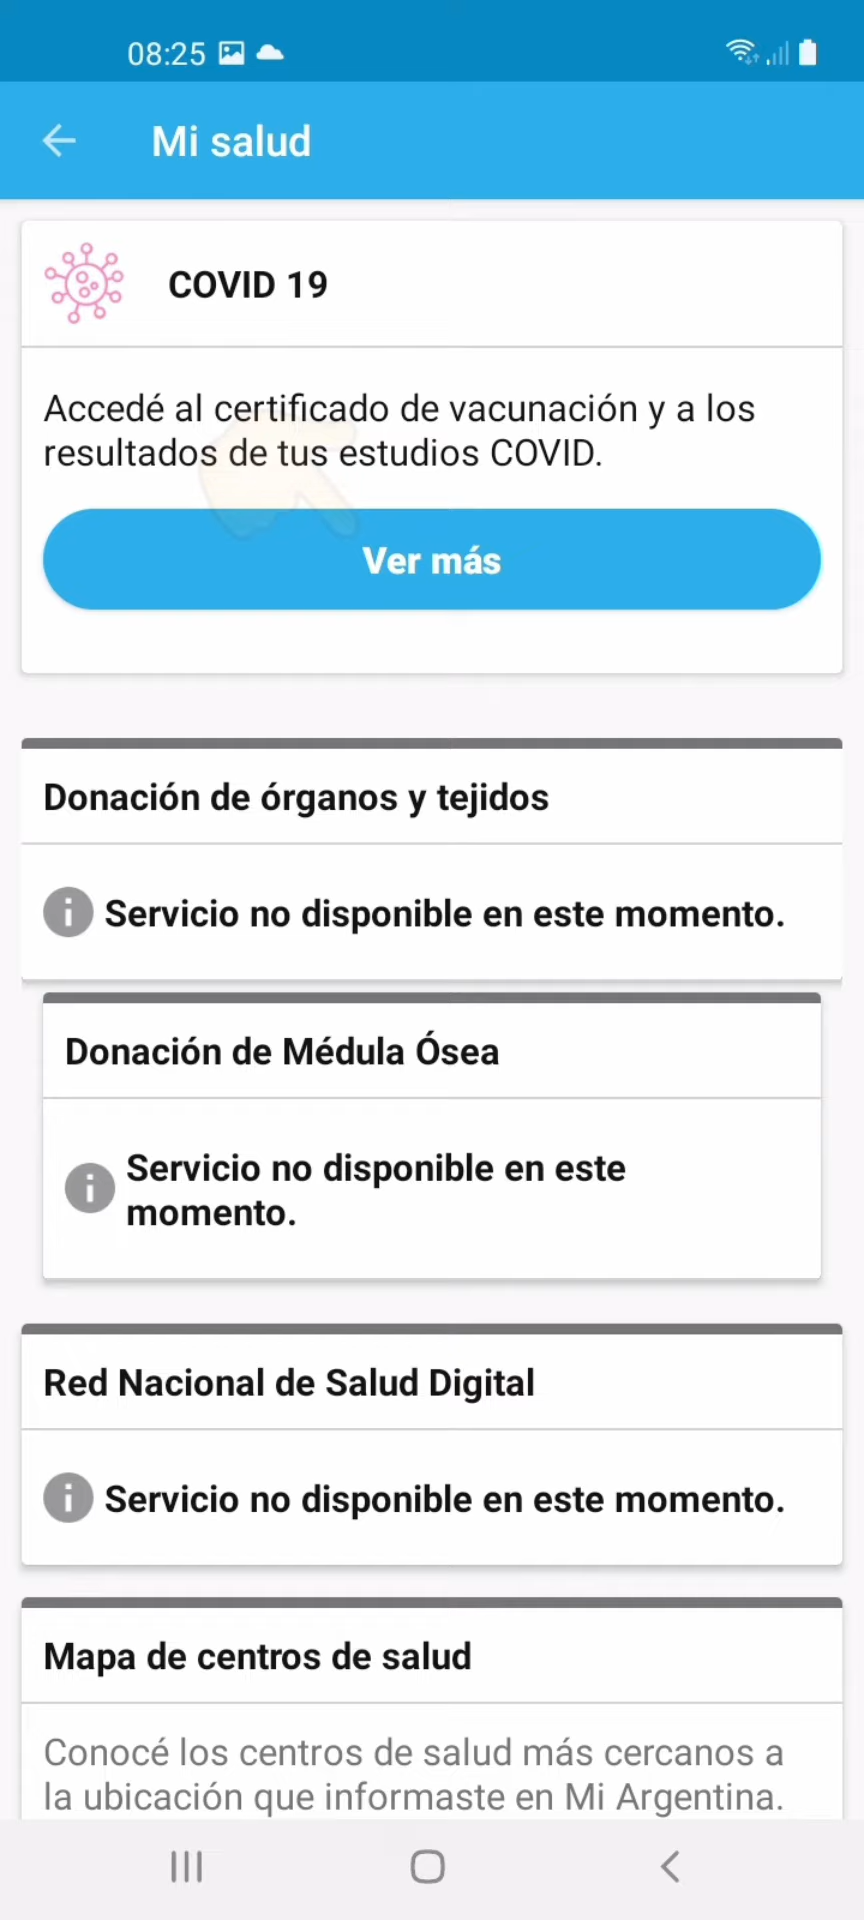 08:25
Mi salud
COVID 19
Accedé al certificado de vacunación y a los
resultados de tus estudios COVID.
Ver más
Donación de órganos y tejidos
Servicio no disponible en este momento.
Donación de Médula Ósea
Servicio no disponible en este
momento.
Red Nacional de Salud Digital
Servicio no disponible en este momento.
Mapa de centros de salud
Conocé los centros de salud más cercanos a
la ubicación que informaste en Mi Argentina.